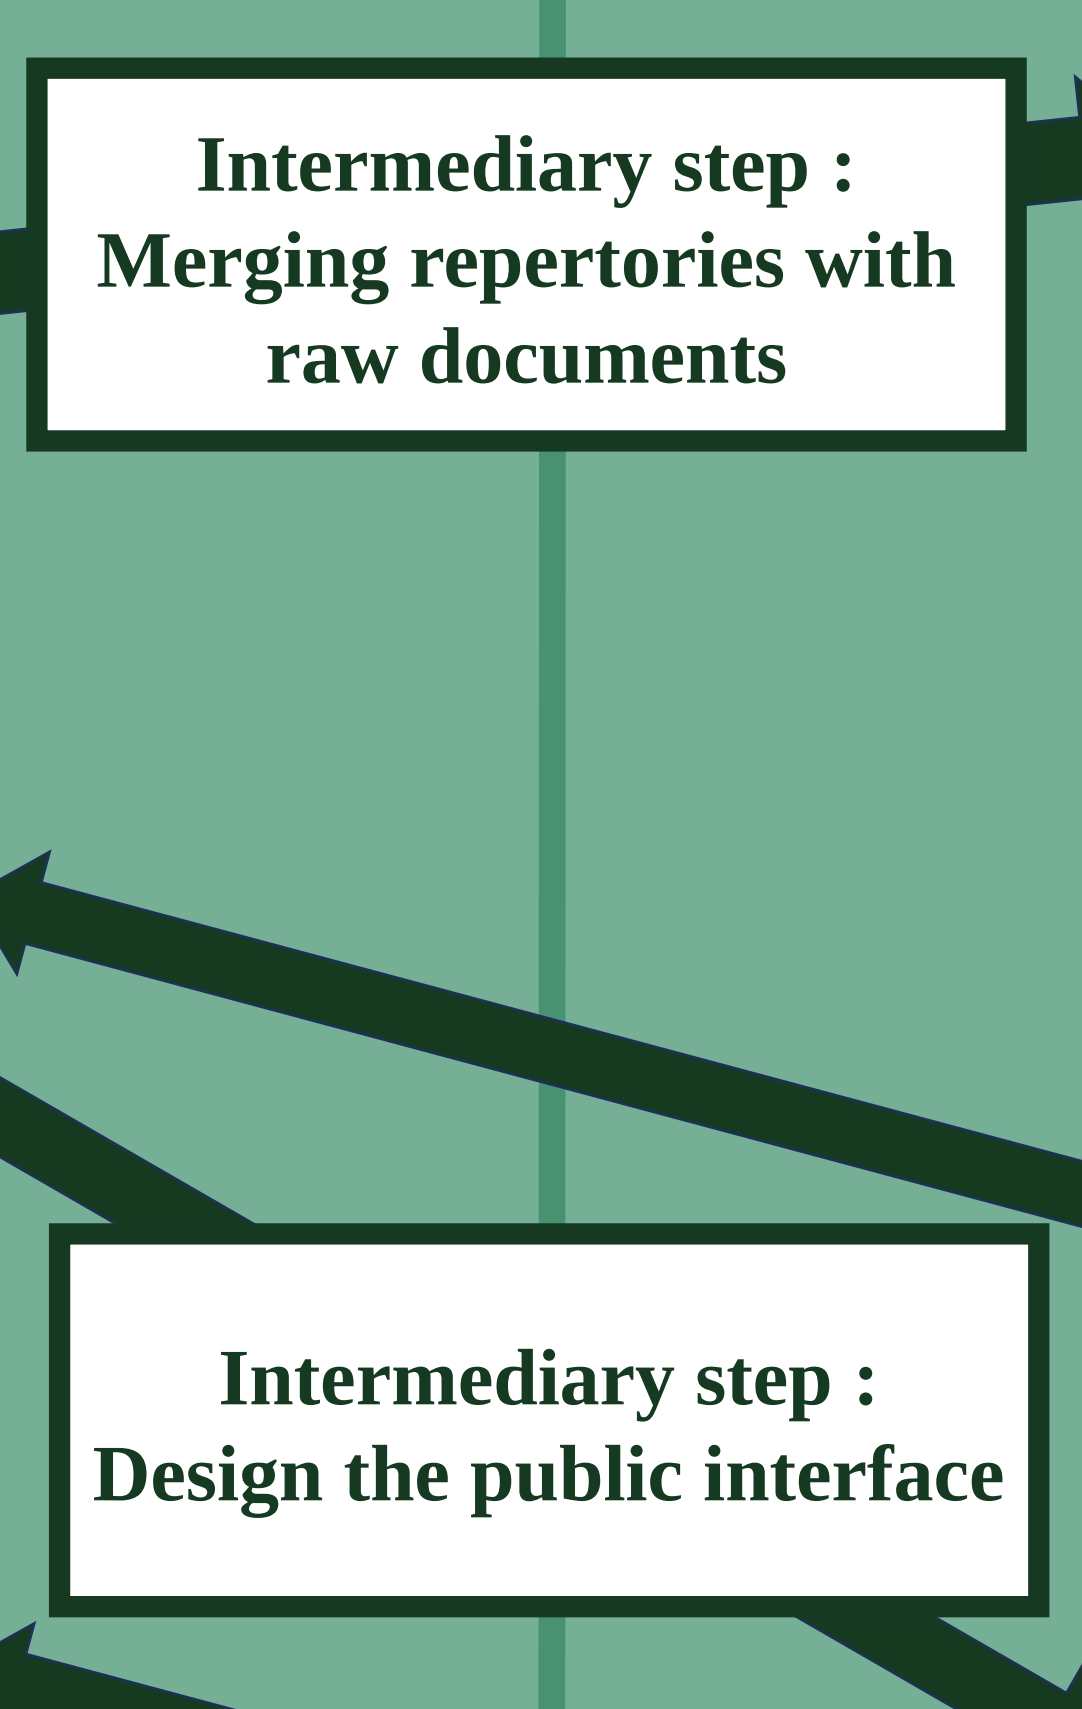 Intermediary step :
Merging repertories with
raw documents
Intermediary step :
Design the public interface